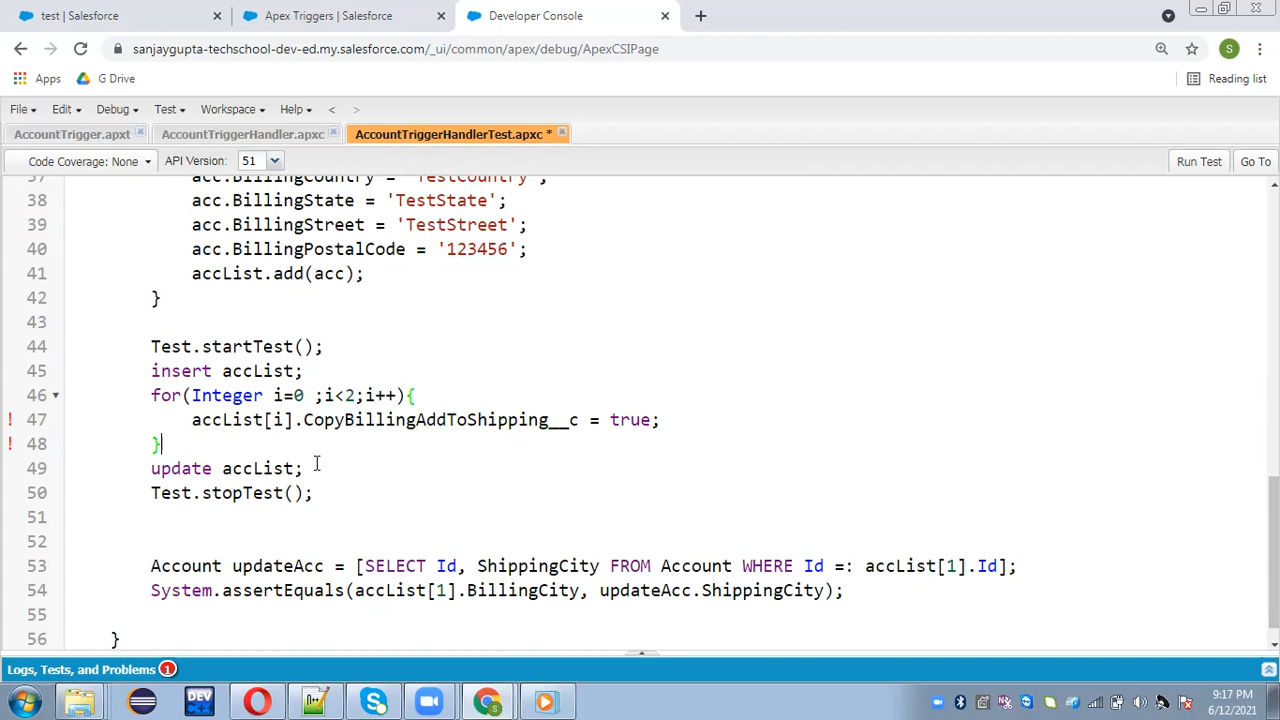 test | Salesforce
Apex Triggers | Salesforce
Developer Console
sanjaygupta-techschool-dev-ed.my.salesforce.com/_ui/common/apex/debug/ApexCSIPage
S
Apps
G Drive
Reading list
File Edit Debug Test Workspace Help < >
AccountTrigger.apxt
AccountTriggerHandler.apxc
AccountTriggerHandlerTest.apxc *
Code Coverage: None
API Version: 51
Run Test
Go To
37 acc.BillingCountry = 'TestCountry';
38 acc.BillingState = 'TestState';
39 acc.BillingStreet = 'TestStreet';
40 acc.BillingPostalCode = '123456';
41 accList.add(acc);
42 }
43
44 Test.startTest();
45 insert accList;
46 for(Integer i=0 ;i<2;i++){
! 47 accList[i].CopyBillingAddToShipping__c = true;
! 48 }
49 update accList;
50 Test.stopTest();
51
52
53 Account updateAcc = [SELECT Id, ShippingCity FROM Account WHERE Id =: accList[1].Id];
54 System.assertEquals(accList[1].BillingCity, updateAcc.ShippingCity);
55
56 }
Logs, Tests, and Problems 1
9:17 PM
6/12/2021